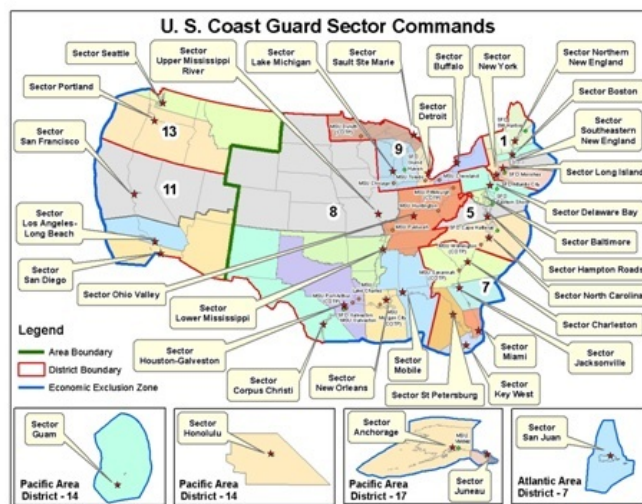 U. S. Coast Guard Sector Commands
Sector Seattle
Sector Portland
Sector
San Francisco
Sector
Los Angeles-
Long Beach
Sector
San Diego
Sector
Upper Mississippi
River
Sector
Lake Michigan
Sector
Sault Ste Marie
Sector
Detroit
Sector
Buffalo
Sector
New York
Sector Northern
New England
Sector Boston
Sector
Southeastern
New England
Sector Long Island
Sector
Delaware Bay
Sector
Baltimore
Sector
Hampton Roads
Sector
North Carolina
Sector
Charleston
Sector
Jacksonville
Sector
Miami
Sector
Key West
Sector St Petersburg
Sector
Mobile
Sector
New Orleans
Sector
Corpus Christi
Sector
Houston-Galveston
Sector
Lower Mississippi
Sector Ohio Valley
13
11
8
9
1
5
7
Legend
Area Boundary
District Boundary
Economic Exclusion Zone
Sector
Guam
Pacific Area
District - 14
Sector
Honolulu
Pacific Area
District - 14
Sector
Anchorage
Sector
Juneau
Pacific Area
District - 17
Sector
San Juan
Atlantic Area
District - 7